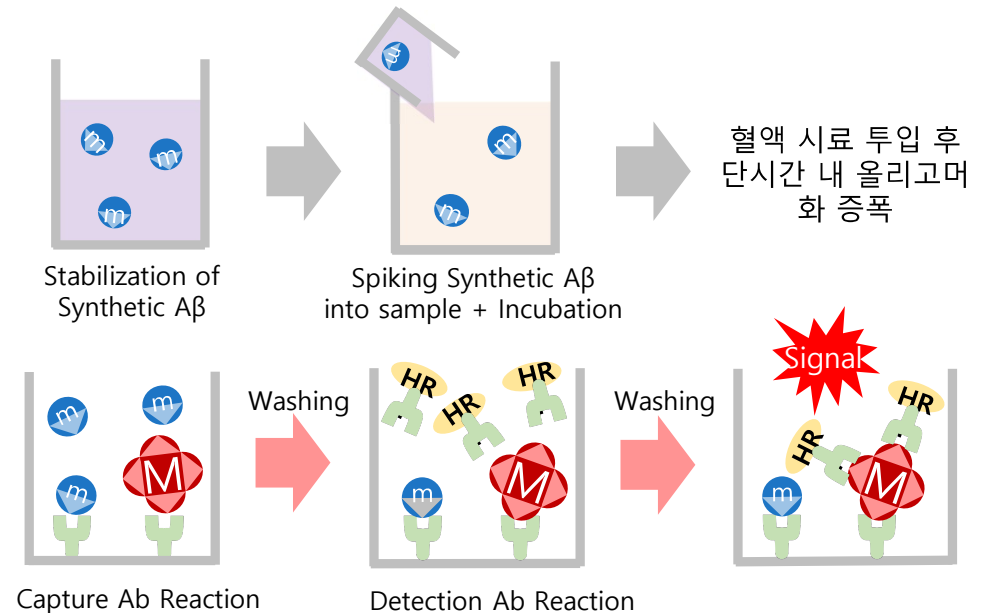 m
m
m
m
m
m
혈액 시료 투입 후
단시간 내 올리고머
화 증폭
Stabilization of
Synthetic Aβ
Spiking Synthetic Aβ
into sample + Incubation
m
m
m
M
Washing
HR
HR
HR
m
M
Washing
Signal
HR
HR
m
M
Capture Ab Reaction
Detection Ab Reaction